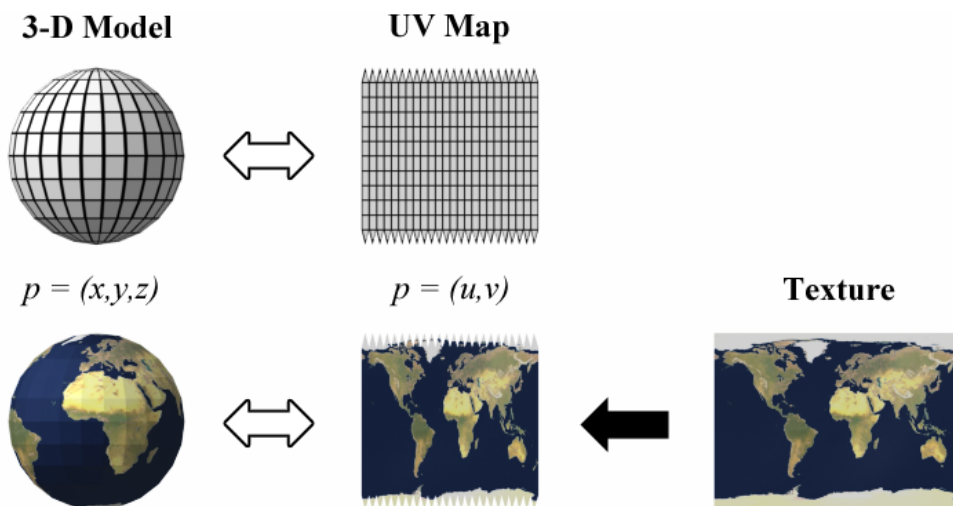 3-D Model
UV Map
p = (x,y,z)
p = (u,v)
Texture